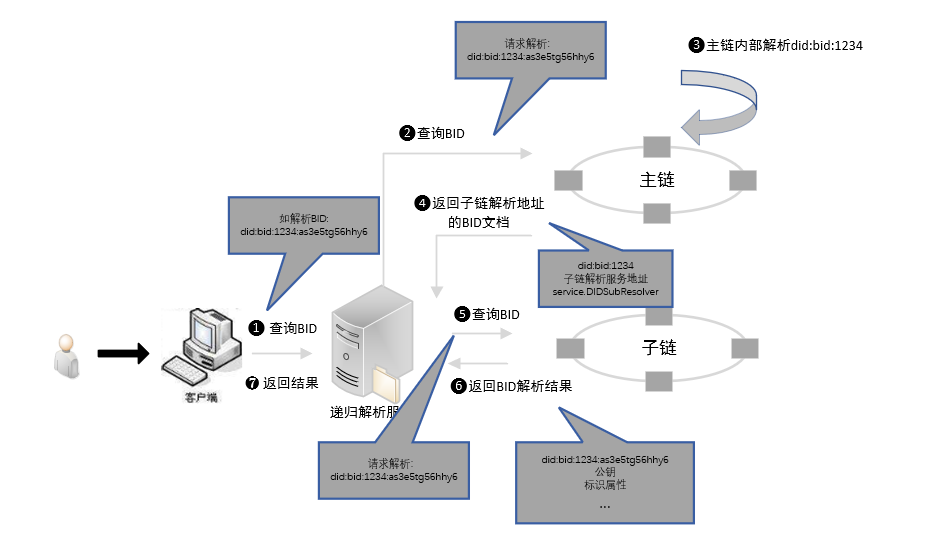 请求解析:
did:bid:1234:as3e5tg56hhy6
❸主链内部解析did:bid:1234
❷查询BID
主链
❹返回子链解析地址
的BID文档
如解析BID:
did:bid:1234:as3e5tg56hhy6
did:bid:1234
子链解析服务地址
service.DIDSubResolver
❺查询BID
❶ 查询BID
子链
❼返回结果
❻返回BID解析结果
客户端
递归解析服
请求解析:
did:bid:1234:as3e5tg56hhy6
did:bid:1234:as3e5tg56hhy6
公钥
标识属性
...